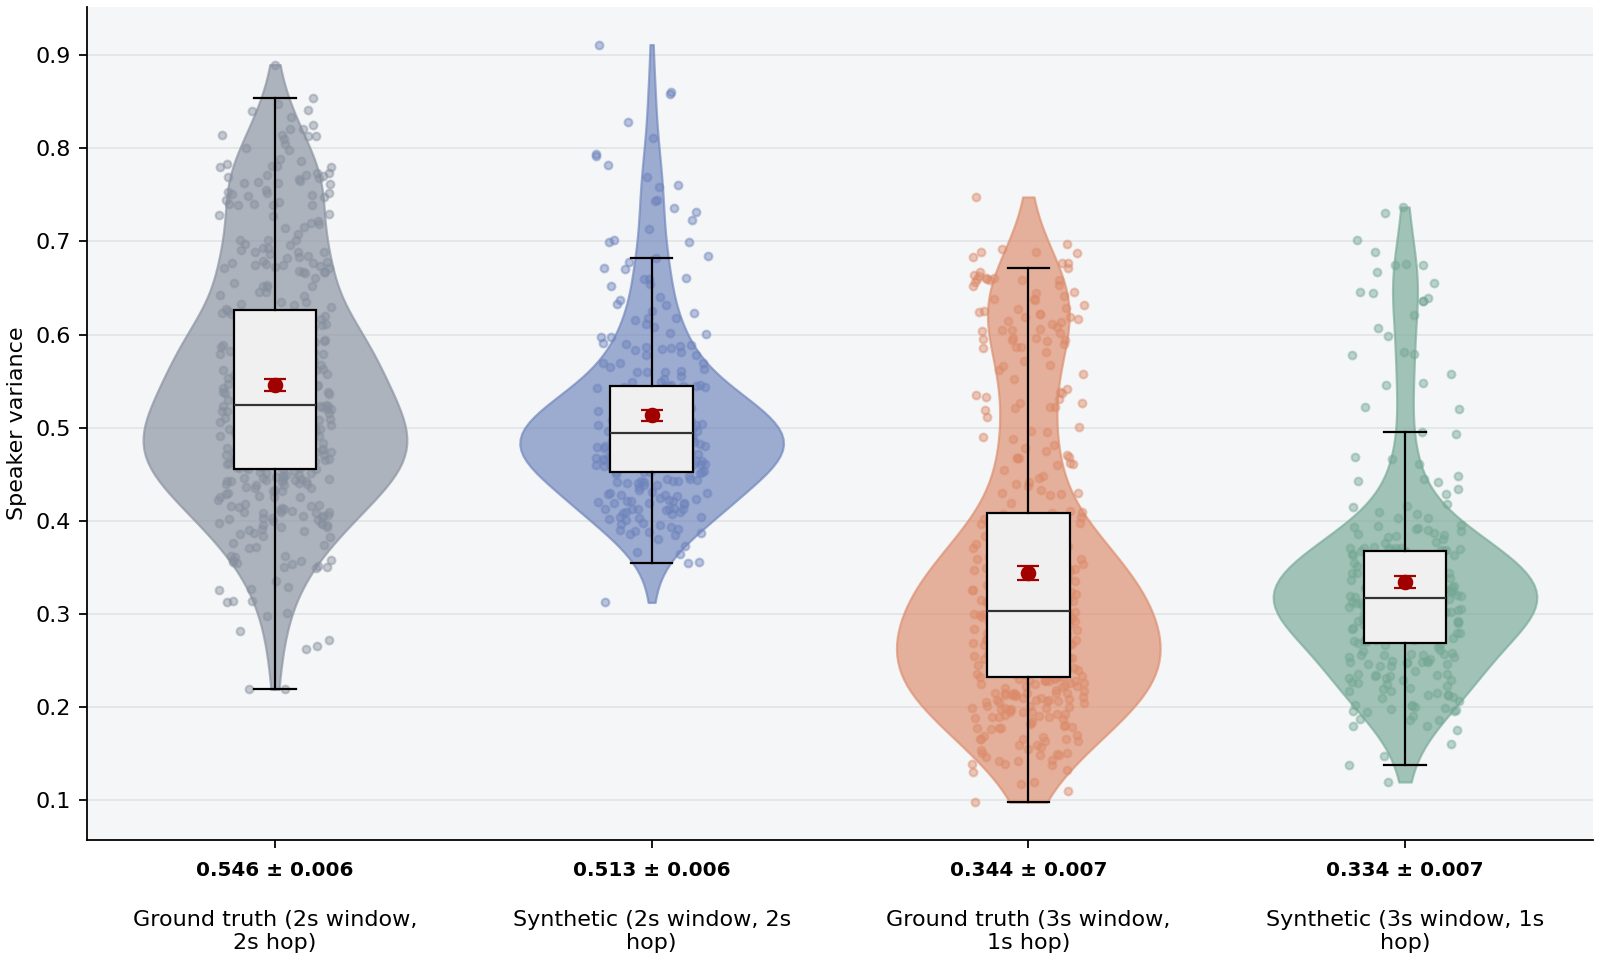 Speaker variance
0.9
0.8
0.7
0.6
0.5
0.4
0.3
0.2
0.1
0.546 ± 0.006
0.513 ± 0.006
0.344 ± 0.007
0.334 ± 0.007
Ground truth (2s window,
2s hop)
Synthetic (2s window, 2s
hop)
Ground truth (3s window,
1s hop)
Synthetic (3s window, 1s
hop)